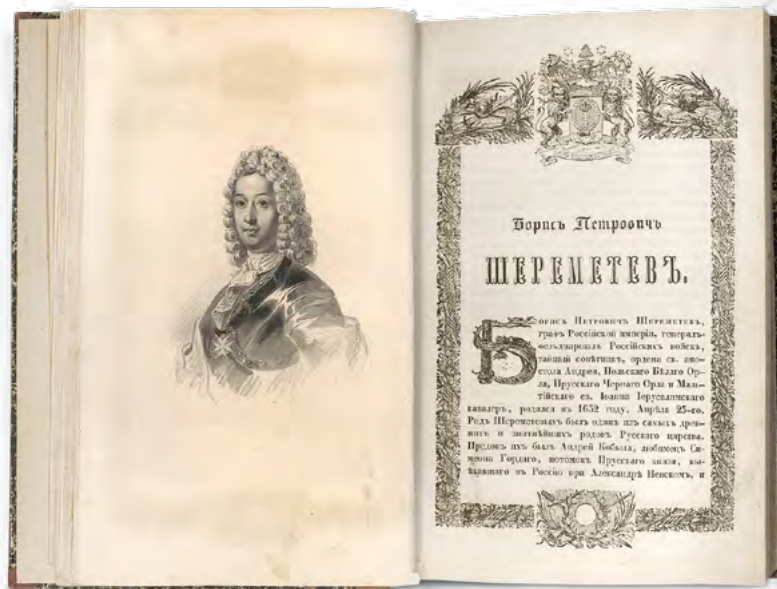 Борисъ Петровичъ
ШЕРЕМЕТЕВЪ.
Борисъ Петровичъ Шереметевъ,
графъ Россійской имперіи, генералъ-
фельдмаршалъ Россійскихъ войскъ,
тайный совѣтникъ, ордена св. апо-
стола Андрея, Польскаго Бѣлаго Ор-
ла, Прусскаго Чернаго Орла и Маль-
тійскаго св. Іоанна Іерусалимскаго
кавалеръ, родился въ 1652 году, Апрѣля 25-го.
Родъ Шереметевыхъ былъ одинъ изъ самыхъ древ-
нихъ и знатнѣйшихъ родовъ Русскаго царства.
Предокъ ихъ былъ Андрей Кобыла, любимецъ Си-
меона Гордаго, потомокъ Прусскаго князя, вы-
ѣхавшаго въ Россію при Александрѣ Невскомъ, и